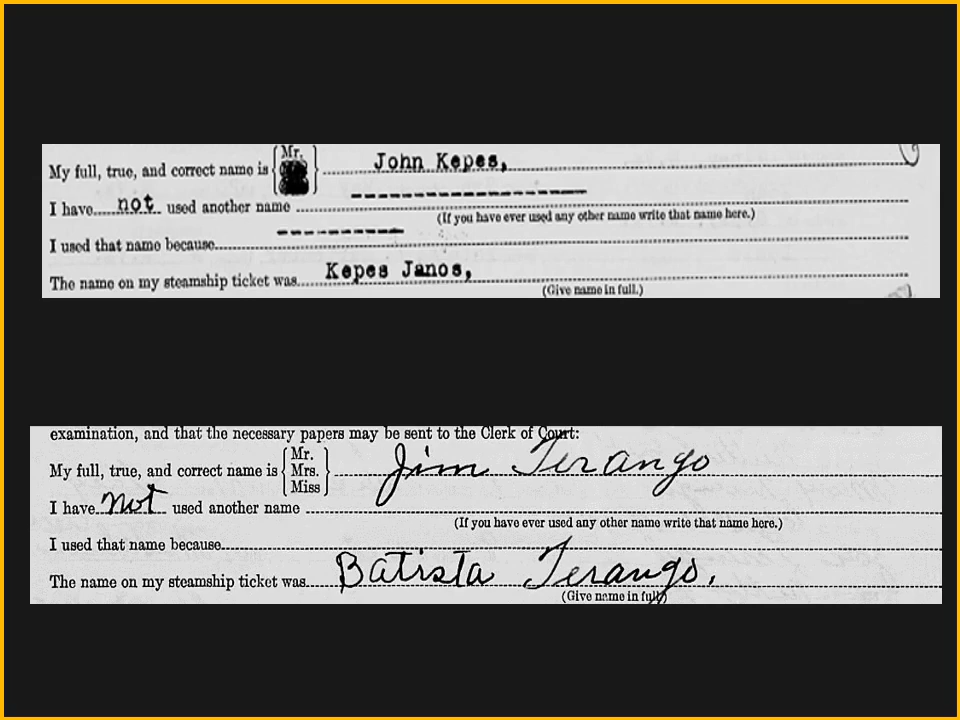 My full, true, and correct name is { Mr. } John Kepes,
I have not used another name --------------------
(If you have ever used any other name write that name here.)
I used that name because ----------
The name on my steamship ticket was Kepes Janos,
(Give name in full.)
examination, and that the necessary papers may be sent to the Clerk of Court:
My full, true, and correct name is { Mr. Mrs. Miss } Jim Terango
I have not used another name
(If you have ever used any other name write that name here.)
I used that name because
The name on my steamship ticket was Batista Terango.
(Give name in full)